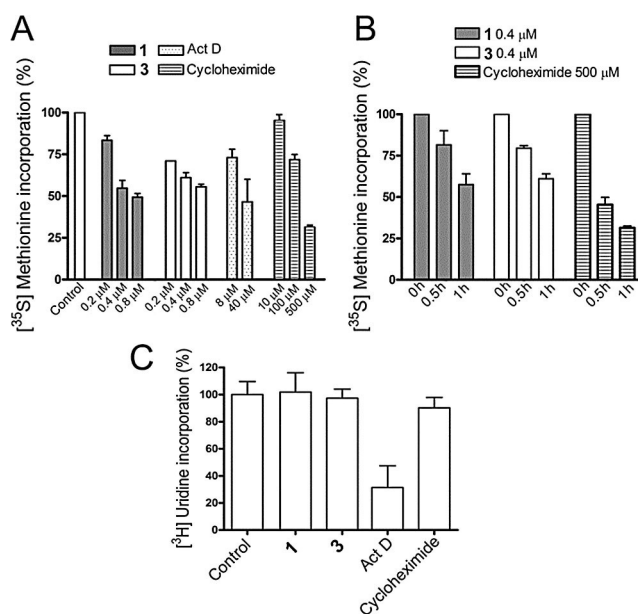 A
1 Act D
3 Cycloheximide
[³⁵S] Methionine incorporation (%)
100
75
50
25
0
Control
0.2 µM
0.4 µM
0.8 µM
0.2 µM
0.4 µM
0.8 µM
8 µM
40 µM
10 µM
100 µM
500 µM
B
1 0.4 µM
3 0.4 µM
Cycloheximide 500 µM
[³⁵S] Methionine incorporation (%)
100
75
50
25
0
0h
0.5h
1h
0h
0.5h
1h
0h
0.5h
1h
C
[³H] Uridine incorporation (%)
120
100
80
60
40
20
0
Control
1
3
Act D
Cycloheximide